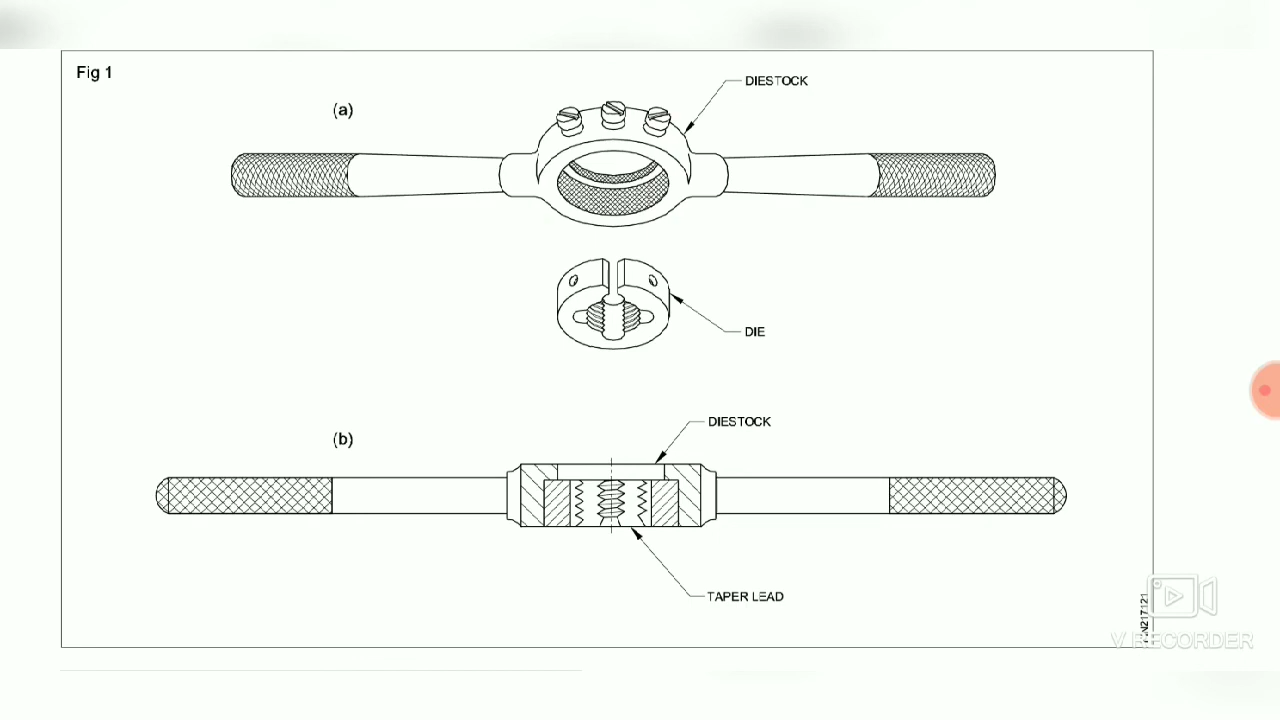 Fig 1
(a)
DIESTOCK
DIE
(b)
DIESTOCK
TAPER LEAD
V RECORDER